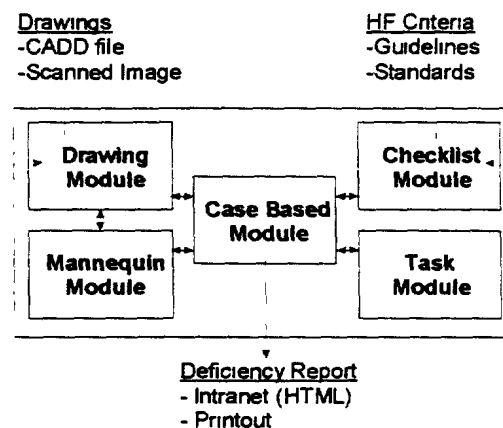 Drawings
-CADD file
-Scanned Image
HF Criteria
-Guidelines
-Standards
Drawing
Module
Checklist
Module
Case Based
Module
Mannequin
Module
Task
Module
Deficiency Report
- Intranet (HTML)
- Printout